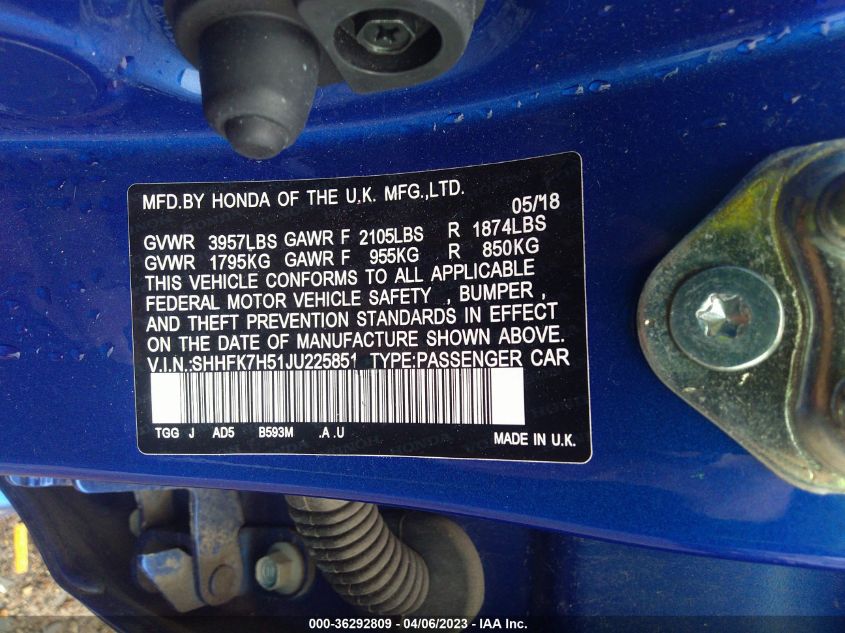 MFD.BY HONDA OF THE U.K. MFG.,LTD.
05/18
GVWR 3957LBS GAWR F 2105LBS R 1874LBS
GVWR 1795KG GAWR F 955KG R 850KG
THIS VEHICLE CONFORMS TO ALL APPLICABLE
FEDERAL MOTOR VEHICLE SAFETY , BUMPER ,
AND THEFT PREVENTION STANDARDS IN EFFECT
ON THE DATE OF MANUFACTURE SHOWN ABOVE.
V.I.N.:SHHFK7H51JU225851 TYPE:PASSENGER CAR
TGG J AD5 B593M .A .U
MADE IN U.K.
000-36292809 - 04/06/2023 - IAA Inc.